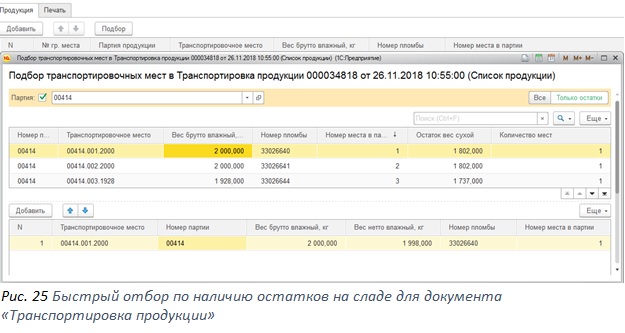 Продукция Печать
Добавить Подбор
N № гр. места Партия продукции Транспортировочное место Вес брутто влажный, кг Номер пломбы Номер места в партии
Подбор транспортировочных мест в Транспортировка продукции 000034818 от 26.11.2018 10:55:00 (Список продукции) (1С:Предприятие) M M+ M-
Подбор транспортировочных мест в Транспортировка продукции 000034818 от 26.11.2018 10:55:00 (Список продукции)
Партия: 00414 Все Только остатки
Поиск (Ctrl+F) Еще
Номер п... Транспортировочное место Вес брутто влажный,... Номер пломбы Номер места в па... Остаток вес сухой Количество мест
00414 00414.001.2000 2 000,000 33026640 1 1 802,000 1
00414 00414.002.2000 2 000,000 33026641 2 1 802,000 1
00414 00414.003.1928 1 928,000 33026644 3 1 737,000 1
Добавить Еще
N Транспортировочное место Номер партии Вес брутто влажный, кг Вес нетто влажный, кг Номер пломбы Номер места в партии
1 00414.001.2000 00414 2 000,000 1 998,000 33026640 1
Рис. 25 Быстрый отбор по наличию остатков на сладе для документа
«Транспортировка продукции»